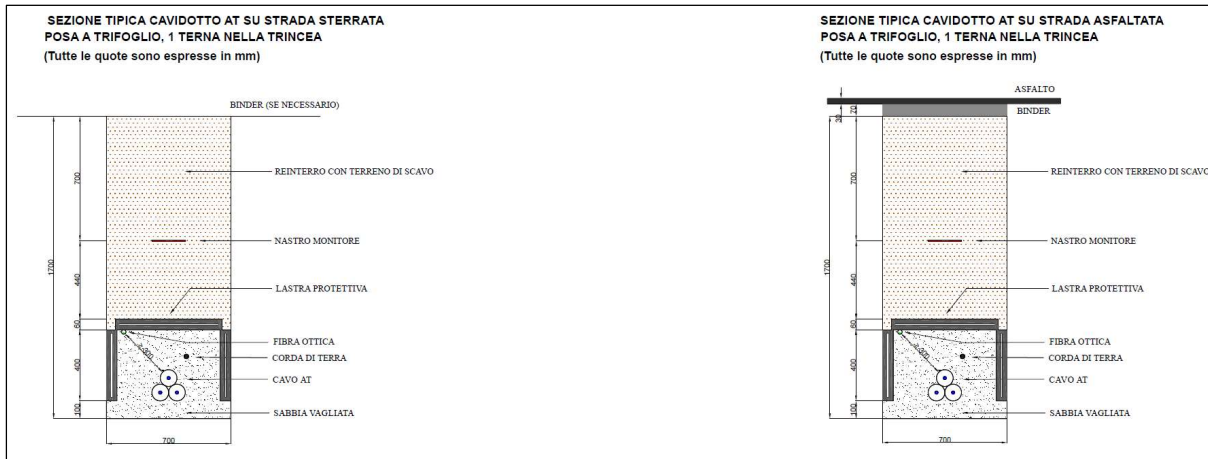 SEZIONE TIPICA CAVIDOTTO AT SU STRADA STERRATA
POSA A TRIFOGLIO, 1 TERNA NELLA TRINCEA
(Tutte le quote sono espresse in mm)
BINDER (SE NECESSARIO)
700
REINTERRO CON TERRENO DI SCAVO
NASTRO MONITORE
1700
440
LASTRA PROTETTIVA
60
FIBRA OTTICA
CORDA DI TERRA
400
CAVO AT
100
SABBIA VAGLIATA
700
SEZIONE TIPICA CAVIDOTTO AT SU STRADA ASFALTATA
POSA A TRIFOGLIO, 1 TERNA NELLA TRINCEA
(Tutte le quote sono espresse in mm)
ASFALTO
BINDER
30
70
700
REINTERRO CON TERRENO DI SCAVO
NASTRO MONITORE
1700
440
LASTRA PROTETTIVA
60
FIBRA OTTICA
CORDA DI TERRA
400
CAVO AT
100
SABBIA VAGLIATA
700